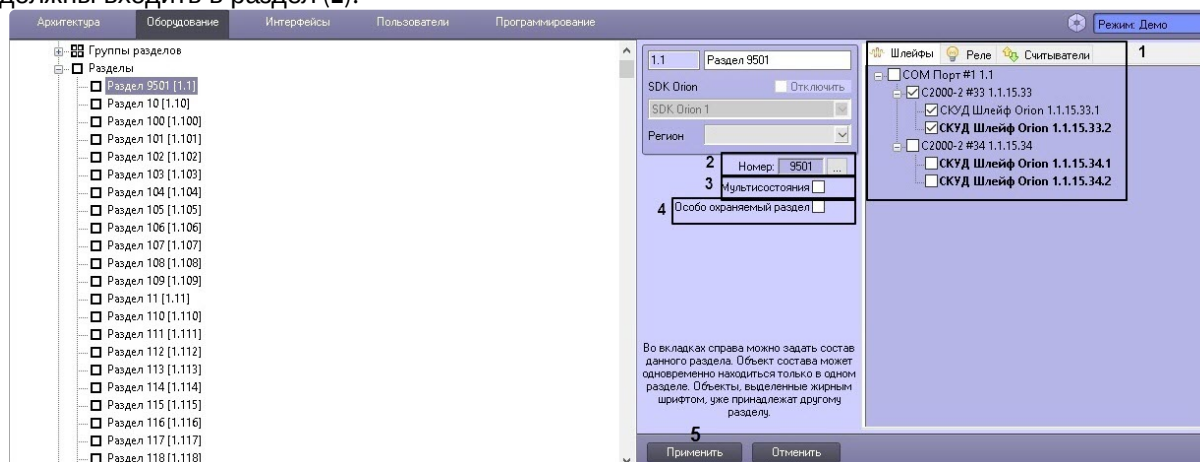 должны входить в раздел (1).
Архитектура Оборудование Интерфейсы Пользователи Программирование Режим: Демо
Группы разделов
Разделы
Раздел 9501 [1.1]
Раздел 10 [1.10]
Раздел 100 [1.100]
Раздел 101 [1.101]
Раздел 102 [1.102]
Раздел 103 [1.103]
Раздел 104 [1.104]
Раздел 105 [1.105]
Раздел 106 [1.106]
Раздел 107 [1.107]
Раздел 108 [1.108]
Раздел 109 [1.109]
Раздел 11 [1.11]
Раздел 110 [1.110]
Раздел 111 [1.111]
Раздел 112 [1.112]
Раздел 113 [1.113]
Раздел 114 [1.114]
Раздел 115 [1.115]
Раздел 116 [1.116]
Раздел 117 [1.117]
Раздел 118 [1.118]
1.1 Раздел 9501
SDK Orion Отключить
SDK Orion 1
Регион
2 Номер: 9501 ...
3 Мультисостояния
4 Особо охраняемый раздел
Во вкладках справа можно задать состав
данного раздела. Объект состава может
одновременно находиться только в одном
разделе. Объекты, выделенные жирным
шрифтом, уже принадлежат другому
разделу.
5
Применить Отменить
Шлейфы Реле Считыватели 1
COM Порт #1 1.1
С2000-2 #33 1.1.15.33
СКУД Шлейф Orion 1.1.15.33.1
СКУД Шлейф Orion 1.1.15.33.2
С2000-2 #34 1.1.15.34
СКУД Шлейф Orion 1.1.15.34.1
СКУД Шлейф Orion 1.1.15.34.2